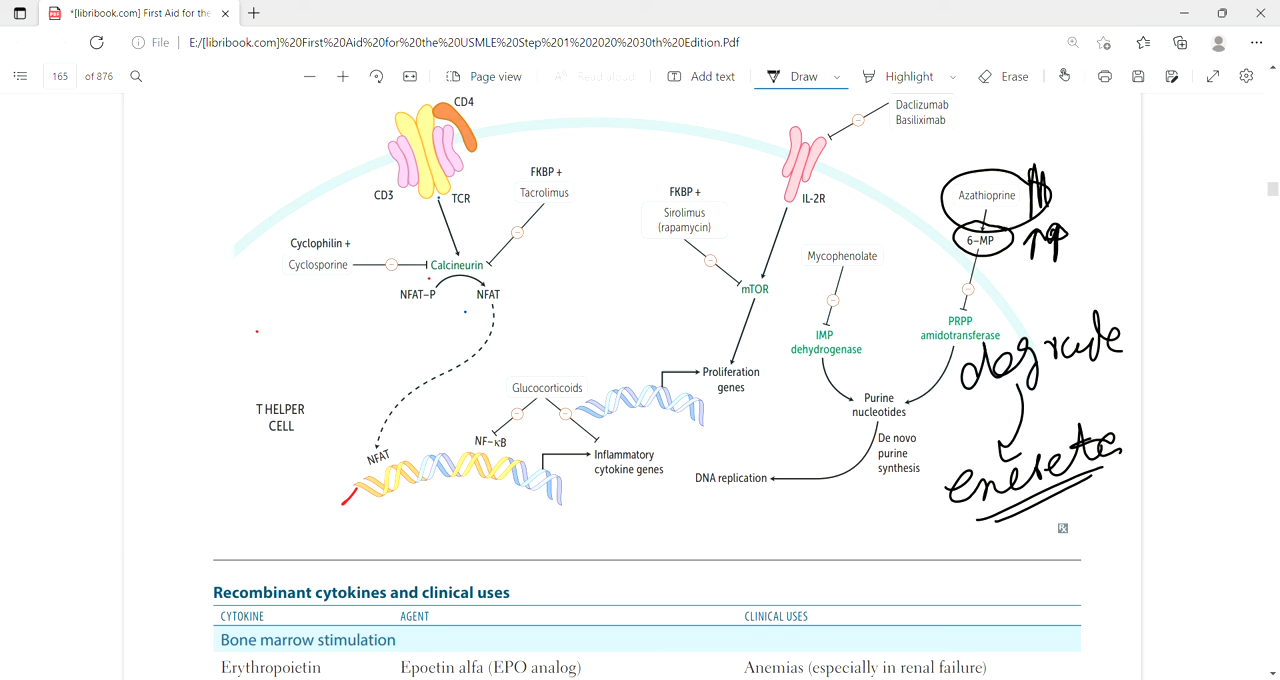 *[libribook.com] First Aid for the
File
E:/[libribook.com]%20First%20Aid%20for%20the%20USMLE%20Step%201%202020%2030th%20Edition.Pdf
165 of 876
Page view
Read aloud
Add text
Draw
Highlight
Erase
CD4
CD3
TCR
FKBP +
Tacrolimus
Cyclophilin +
Cyclosporine
Calcineurin
NFAT–P
NFAT
FKBP +
Sirolimus
(rapamycin)
mTOR
Daclizumab
Basiliximab
IL-2R
Mycophenolate
IMP
dehydrogenase
Azathioprine
6–MP
PRPP
amidotransferase
degrade
Proliferation
genes
Purine
nucleotides
De novo
purine
synthesis
DNA replication
T HELPER
CELL
Glucocorticoids
NF–κB
Inflammatory
cytokine genes
NFAT
Rx
Recombinant cytokines and clinical uses
CYTOKINE AGENT CLINICAL USES
Bone marrow stimulation
Erythropoietin Epoetin alfa (EPO analog) Anemias (especially in renal failure)